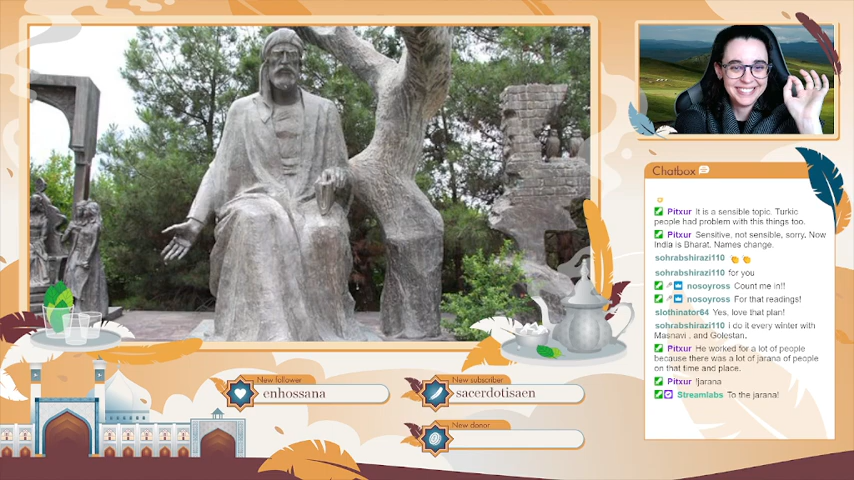 Chatbox
Pitxur It is a sensible topic. Turkic
people had problem with this things too.
Pitxur Sensitive, not sensible, sorry. Now
India is Bharat. Names change.
sohrabshirazi110
sohrabshirazi110 for you
nosoyross Count me in!!
nosoyross For that readings!
slothinator64 Yes, love that plan!
sohrabshirazi110 i do it every winter with
Masnavi , and Golestan.
Pitxur He worked for a lot of people
because there was a lot of jarana of people
on that time and place.
Pitxur !jarana
Streamlabs To the jarana!
New follower
enhossana
New subscriber
sacerdotisaen
New donor